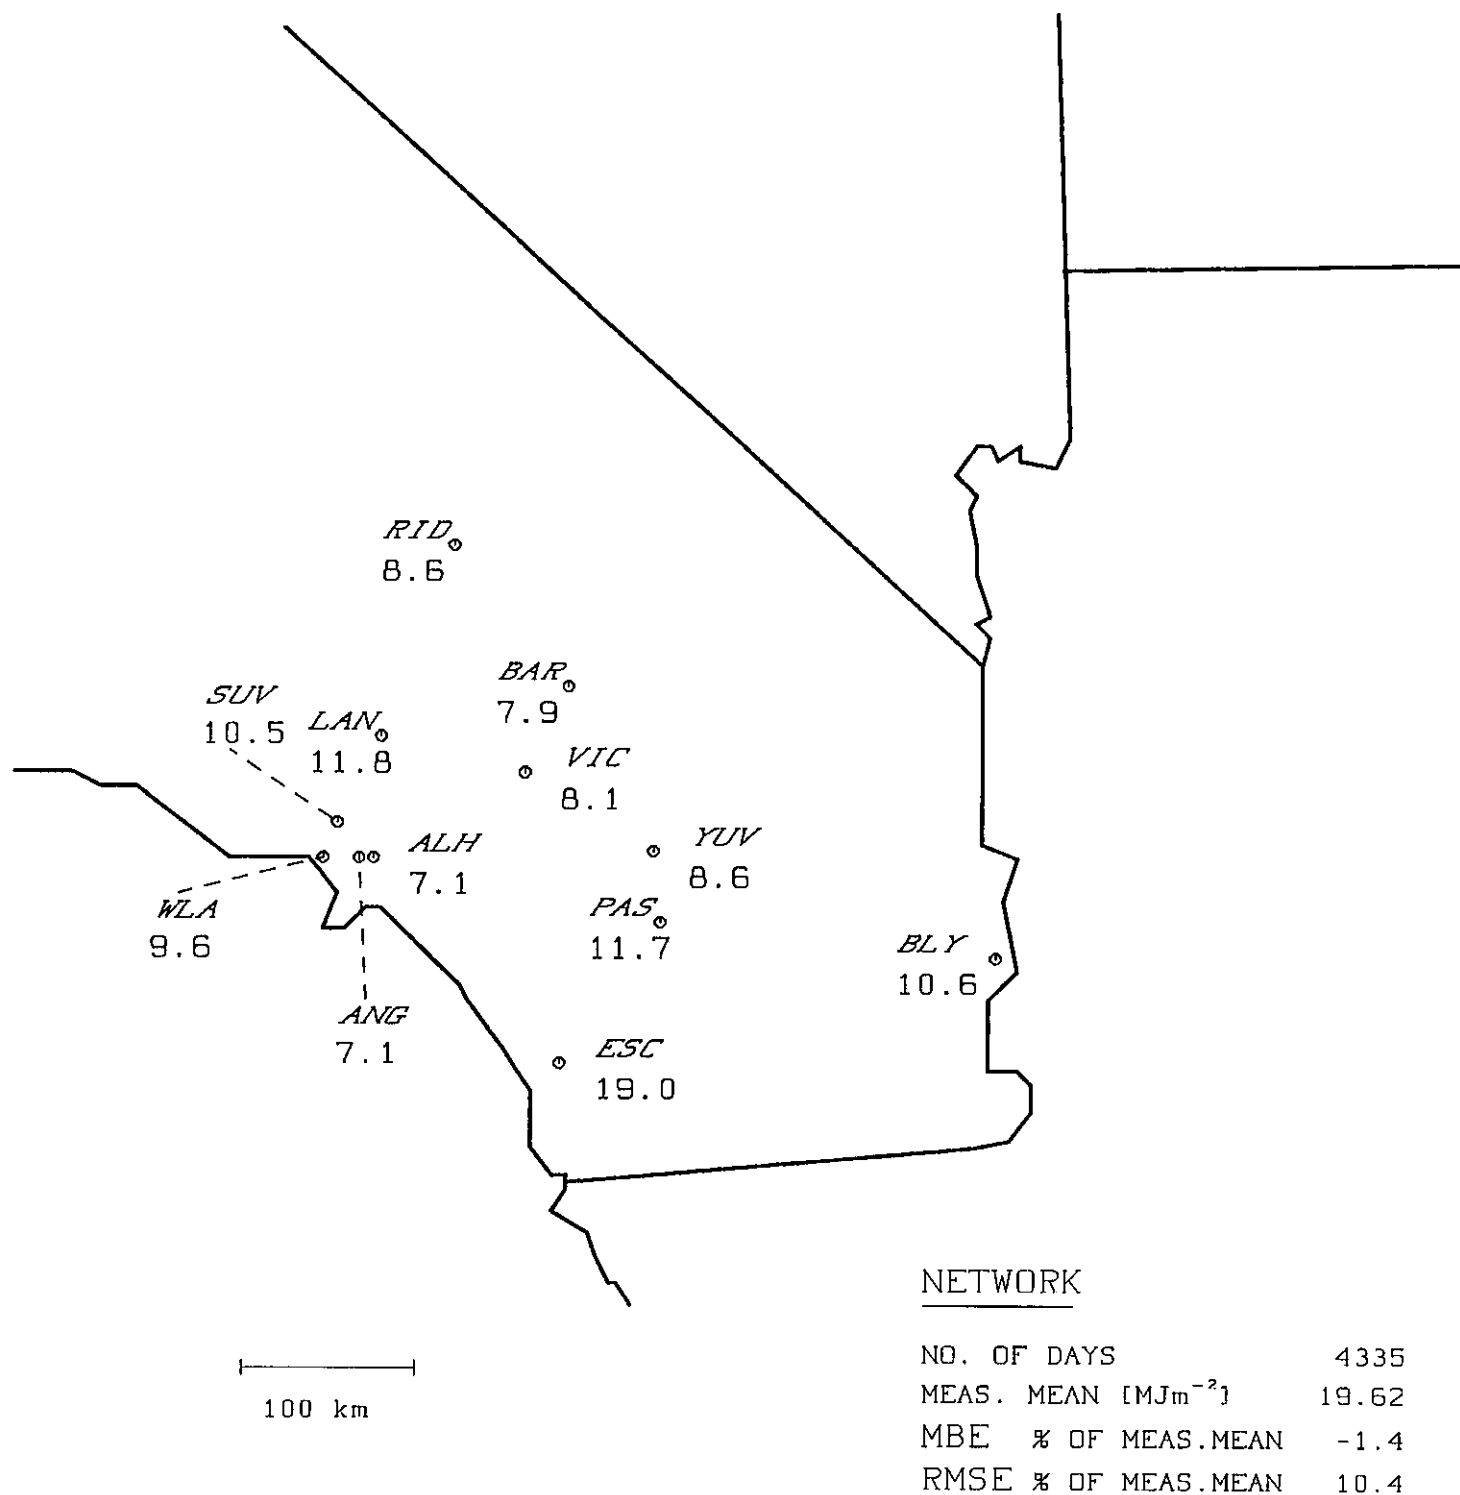 RID
8.6
BAR
7.9
SUV
10.5
LAN
11.8
VIC
8.1
ALH
7.1
YUV
8.6
WLA
9.6
PAS
11.7
BLY
10.6
ANG
7.1
ESC
19.0
NETWORK
NO. OF DAYS 4335
MEAS. MEAN [MJm⁻²] 19.62
MBE % OF MEAS.MEAN -1.4
RMSE % OF MEAS.MEAN 10.4
100 km